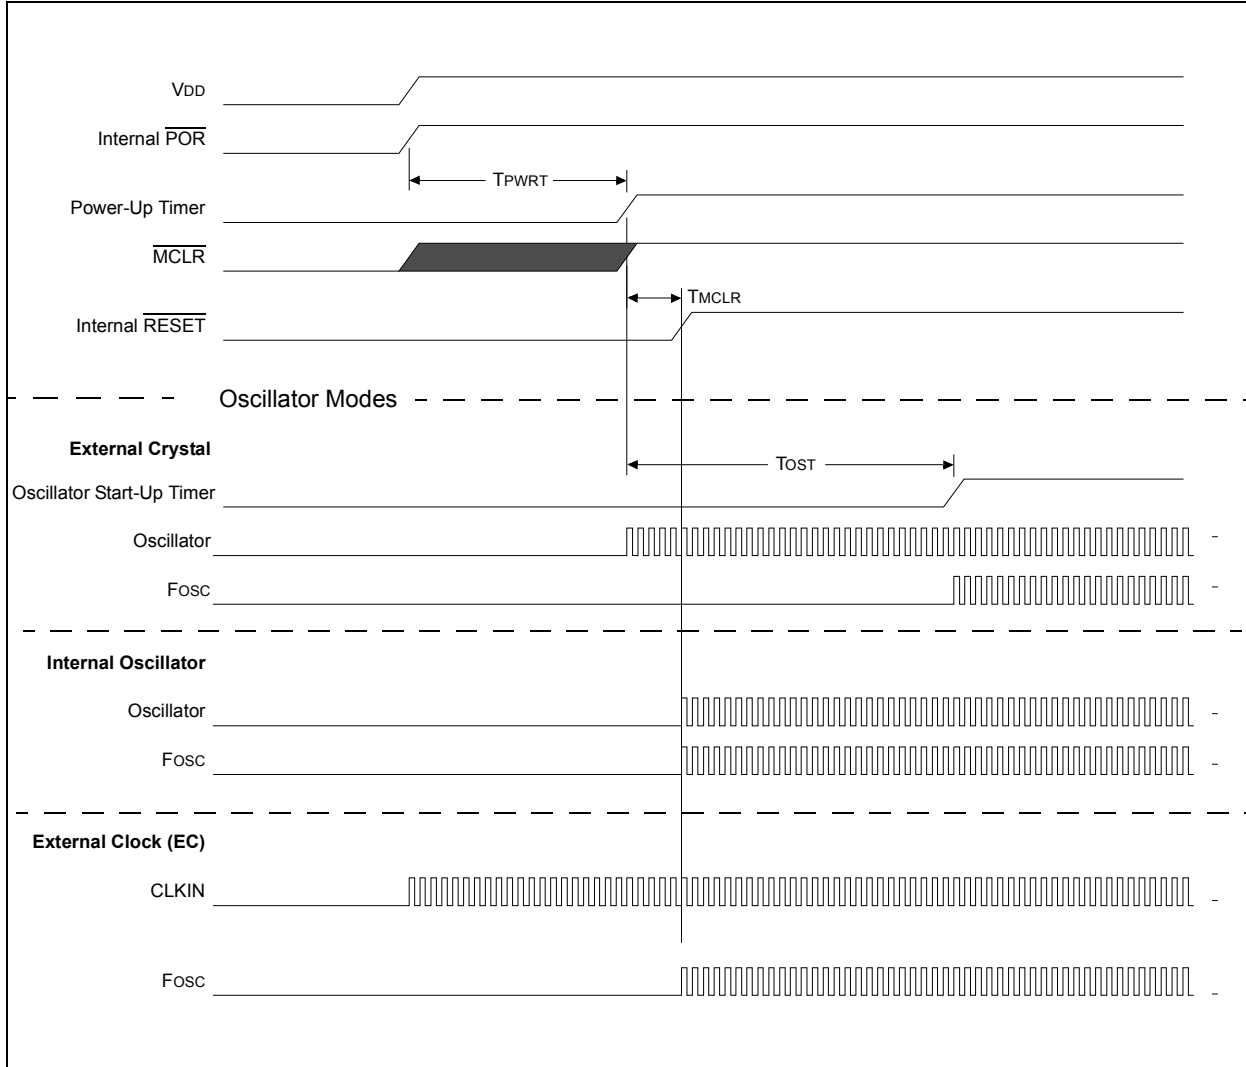 VDD
Internal POR
TPWRT
Power-Up Timer
MCLR
TMCLR
Internal RESET
Oscillator Modes
External Crystal
TOST
Oscillator Start-Up Timer
Oscillator
FOSC
Internal Oscillator
Oscillator
FOSC
External Clock (EC)
CLKIN
FOSC